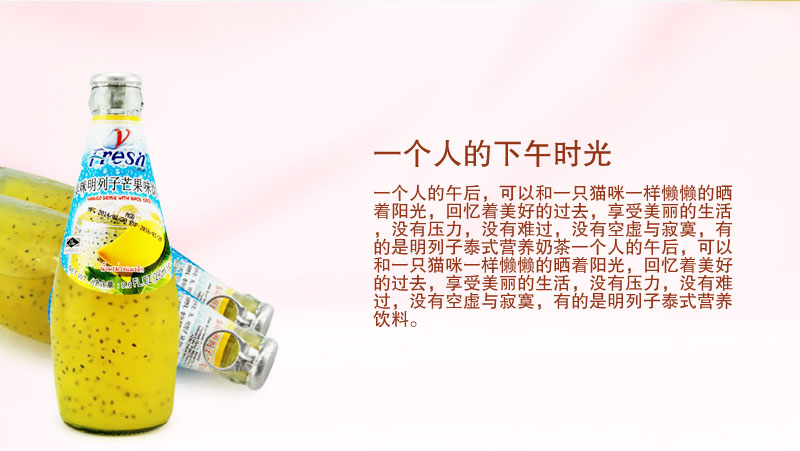 一个人的下午时光
一个人的午后，可以和一只猫咪一样懒懒的晒
着阳光，回忆着美好的过去，享受美丽的生活
，没有压力，没有难过，没有空虚与寂寞，有
的是明列子泰式营养奶茶一个人的午后，可以
和一只猫咪一样懒懒的晒着阳光，回忆着美好
的过去，享受美丽的生活，没有压力，没有难
过，没有空虚与寂寞，有的是明列子泰式营养
饮料。
V
Fresh
味明列子芒果味
MANGO DRINK WITH BASIL SEED